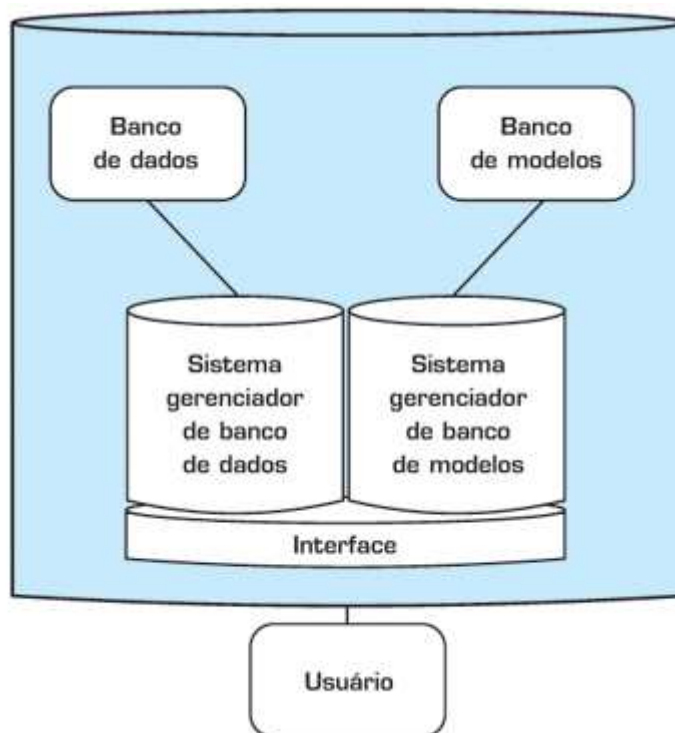 Banco
de dados
Banco
de modelos
Sistema
gerenciador
de banco
de dados
Sistema
gerenciador
de banco
de modelos
Interface
Usuário